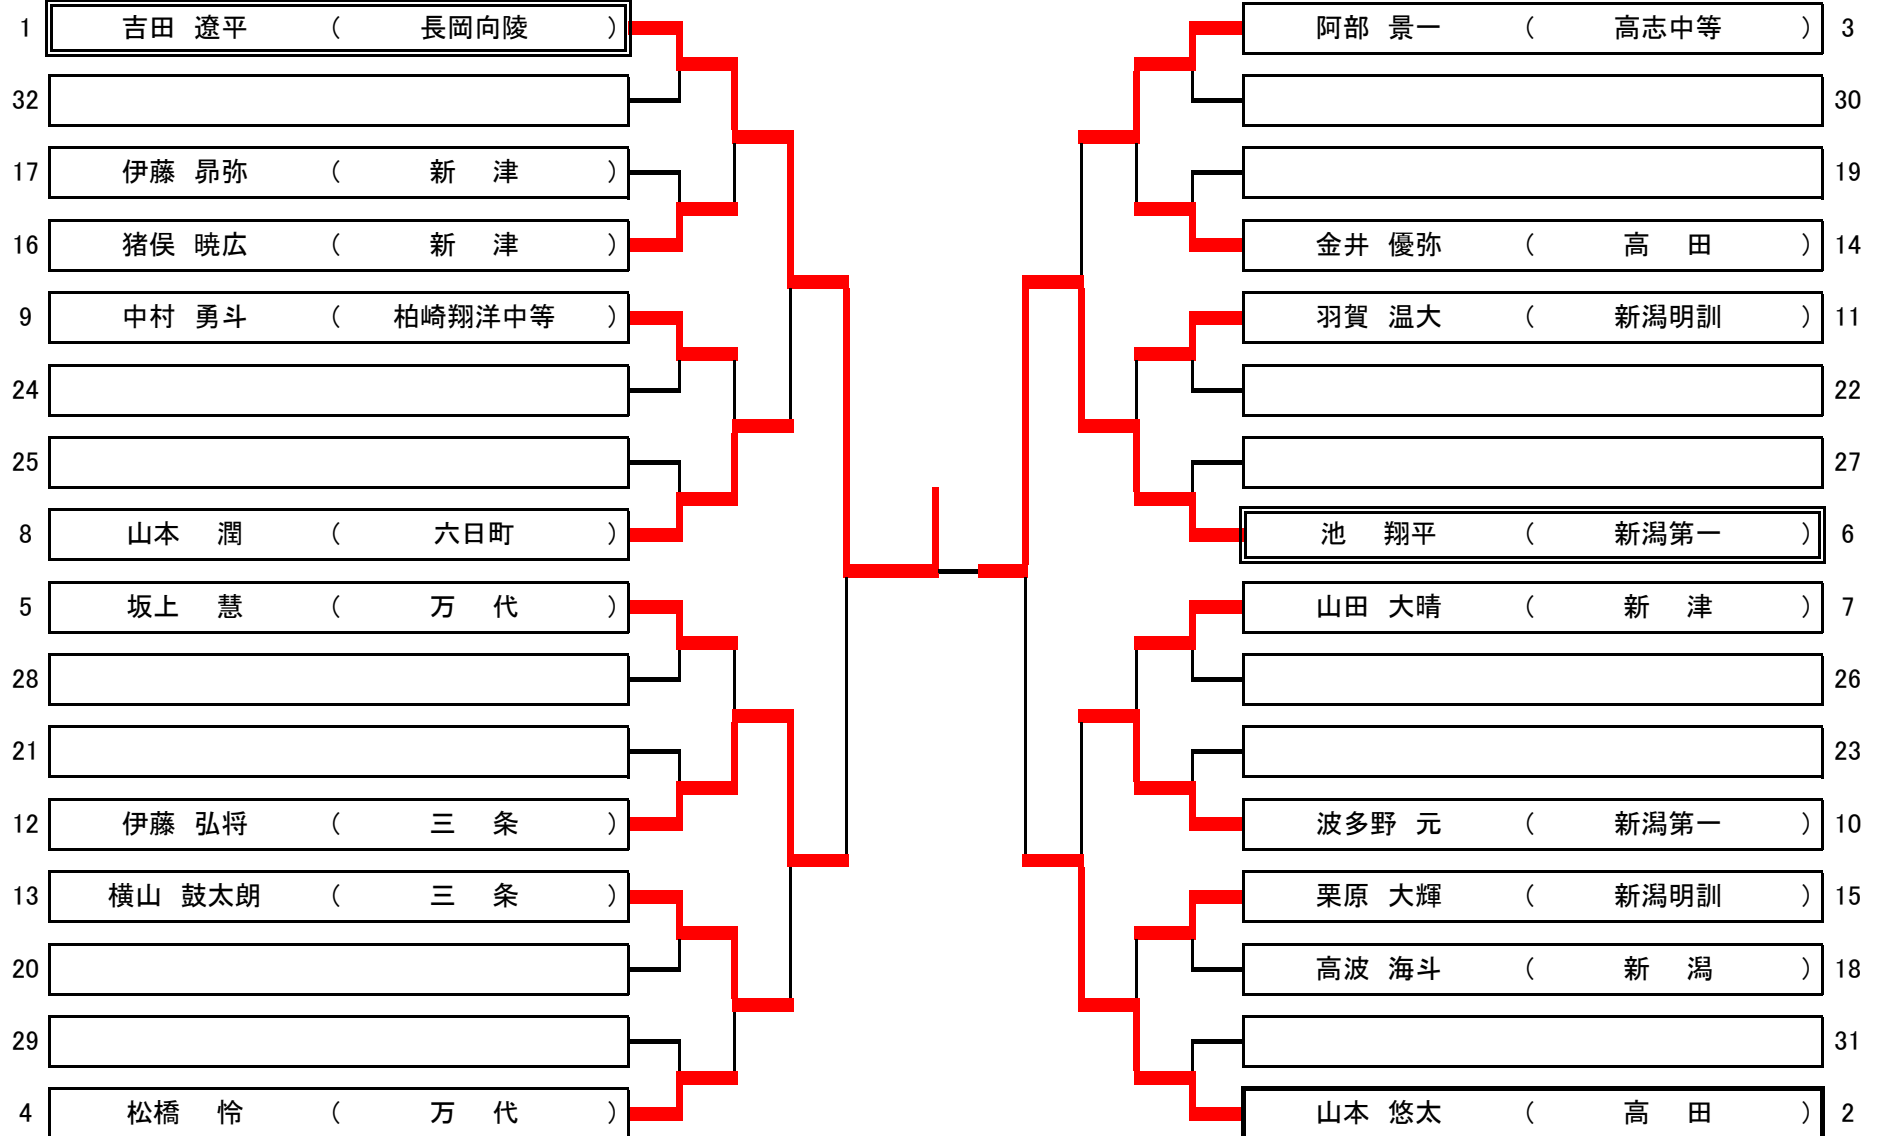 1 吉田 遼平 ( 長岡向陵 )
32
17 伊藤 昴弥 ( 新 津 )
16 猪俣 暁広 ( 新 津 )
9 中村 勇斗 ( 柏崎翔洋中等 )
24
25
8 山本 潤 ( 六日町 )
5 坂上 慧 ( 万 代 )
28
21
12 伊藤 弘将 ( 三 条 )
13 横山 鼓太朗 ( 三 条 )
20
29
4 松橋 怜 ( 万 代 )
阿部 景一 ( 高志中等 ) 3
30
19
金井 優弥 ( 高 田 ) 14
羽賀 温大 ( 新潟明訓 ) 11
22
27
池 翔平 ( 新潟第一 ) 6
山田 大晴 ( 新 津 ) 7
26
23
波多野 元 ( 新潟第一 ) 10
栗原 大輝 ( 新潟明訓 ) 15
高波 海斗 ( 新 潟 ) 18
31
山本 悠太 ( 高 田 ) 2